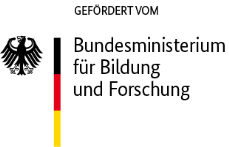 GEFÖRDERT VOM
Bundesministerium
für Bildung
und Forschung